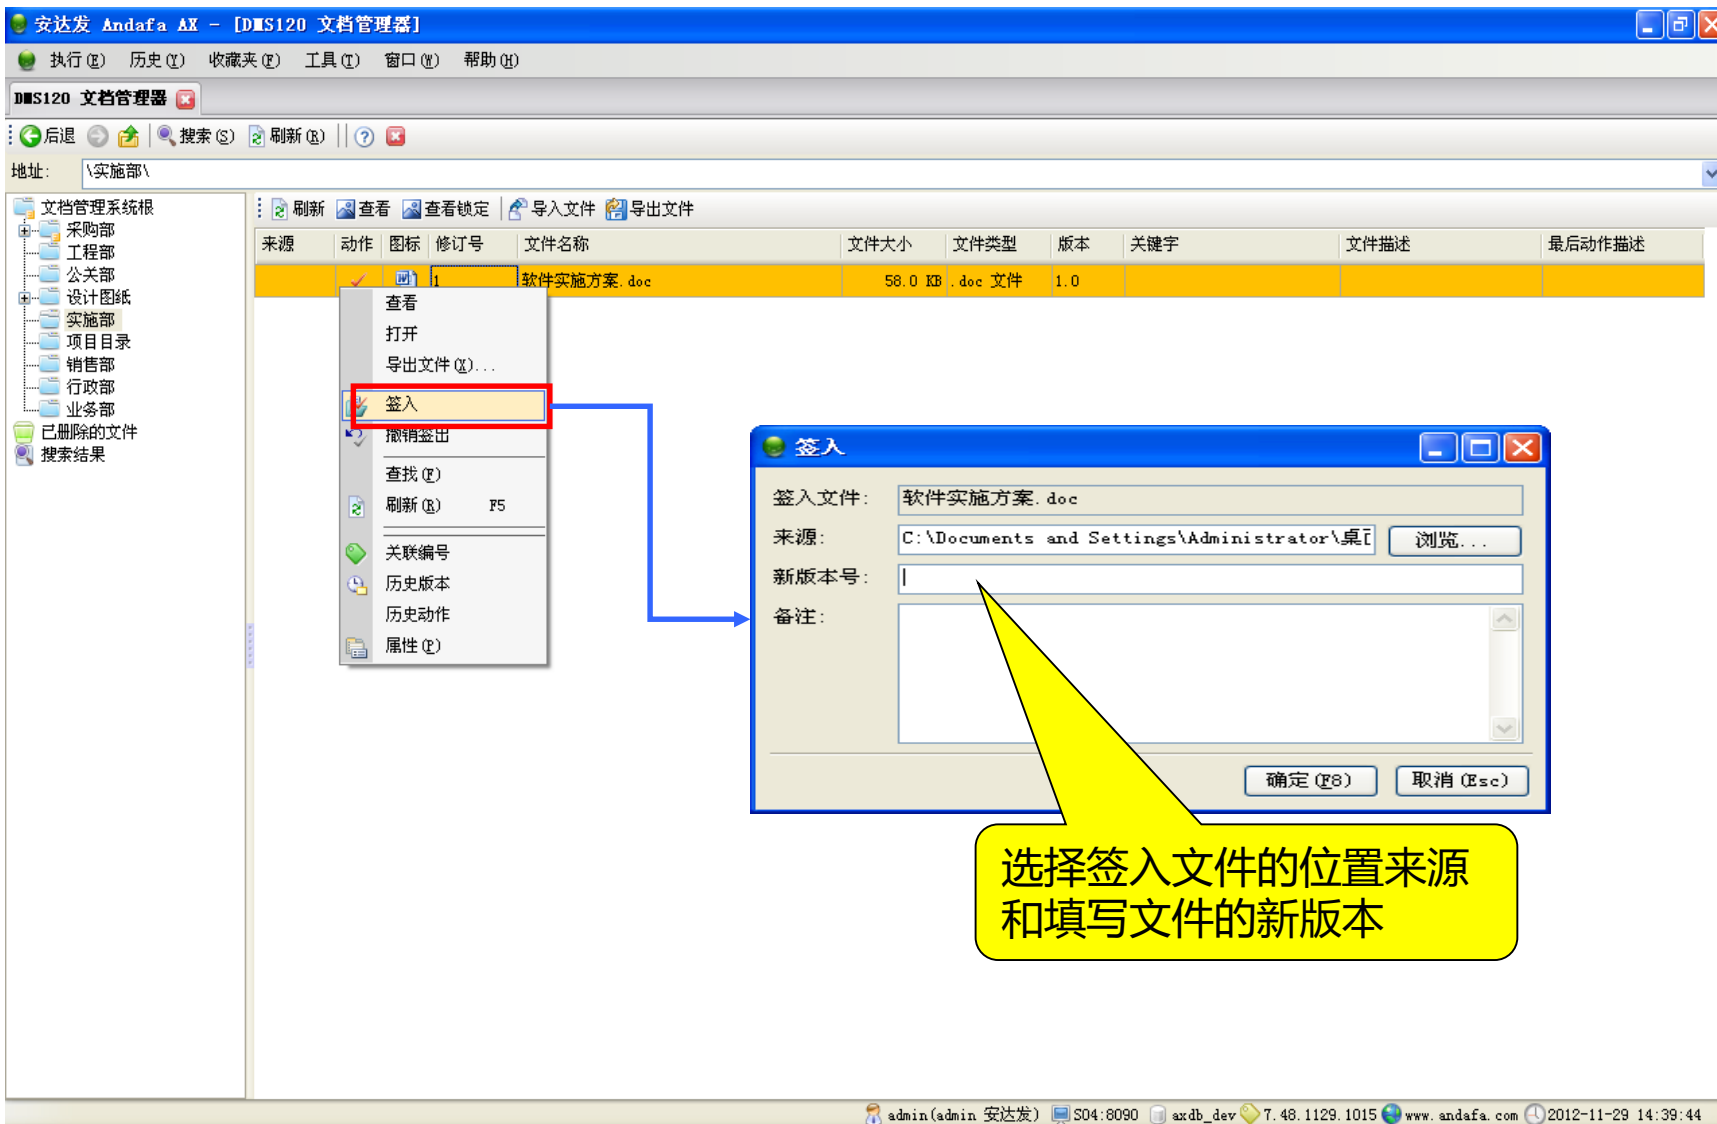 安达发 Andafa AX - [DMS120 文档管理器]
执行(E) 历史(Y) 收藏夹(F) 工具(T) 窗口(W) 帮助(H)
DMS120 文档管理器
后退 搜索(S) 刷新(R)
地址: \实施部\
文档管理系统根
采购部
工程部
公关部
设计图纸
实施部
项目目录
销售部
行政部
业务部
已删除的文件
搜索结果
刷新 查看 查看锁定 导入文件 导出文件
来源 动作 图标 修订号 文件名称 文件大小 文件类型 版本 关键字 文件描述 最后动作描述
1 软件实施方案.doc 58.0 KB .doc 文件 1.0
查看
打开
导出文件(X)...
签入
撤销签出
查找(F)
刷新(R) F5
关联编号
历史版本
历史动作
属性(P)
签入
签入文件: 软件实施方案.doc
来源: C:\Documents and Settings\Administrator\桌 浏览...
新版本号:
备注:
确定(F8) 取消(Esc)
选择签入文件的位置来源
和填写文件的新版本
admin(admin 安达发) S04:8090 axdb_dev 7.48.1129.1015 www.andafa.com 2012-11-29 14:39:44